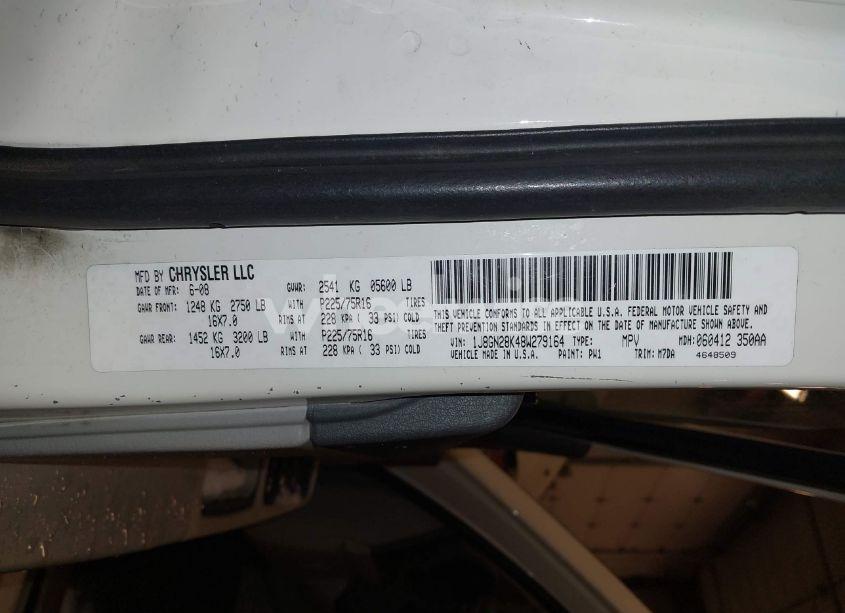 MFD BY CHRYSLER LLC
DATE OF MFR: 6-08 GVWR: 2541 KG 05600 LB
GAWR FRONT: 1248 KG 2750 LB WITH P225/75R16 TIRES
16X7.0 RIMS AT 228 KPA ( 33 PSI) COLD
GAWR REAR: 1452 KG 3200 LB WITH P225/75R16 TIRES
16X7.0 RIMS AT 228 KPA ( 33 PSI) COLD
THIS VEHICLE CONFORMS TO ALL APPLICABLE U.S.A. FEDERAL MOTOR VEHICLE SAFETY AND
THEFT PREVENTION STANDARDS IN EFFECT ON THE DATE OF MANUFACTURE SHOWN ABOVE.
VIN: 1J8GN28K48W279164 TYPE: MPV MDH: 060412 350AA
VEHICLE MADE IN U.S.A. PAINT: PW1 TRIM: M7DA 4648509